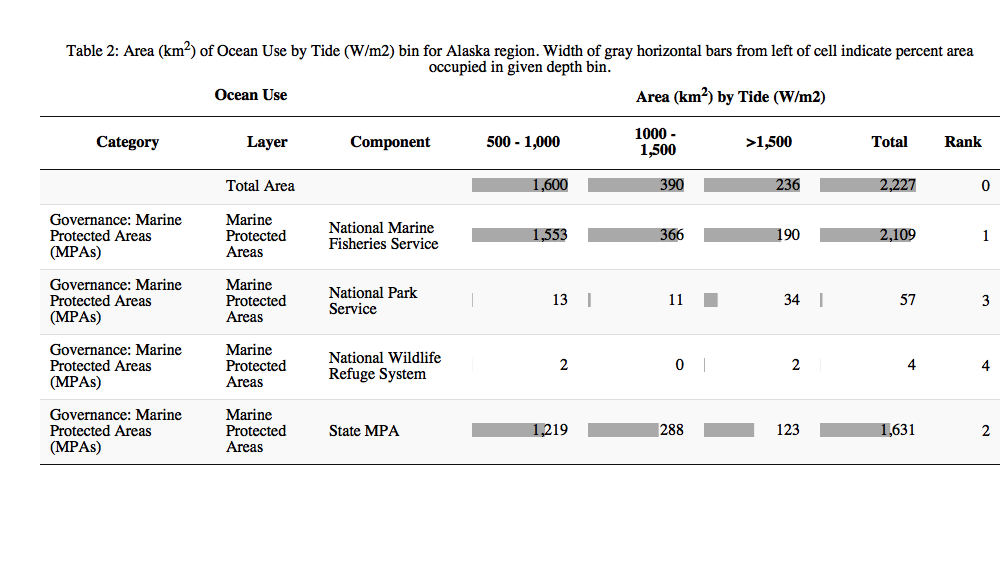 Table 2: Area (km2) of Ocean Use by Tide (W/m2) bin for Alaska region. Width of gray horizontal bars from left of cell indicate percent area
occupied in given depth bin.
Ocean Use Area (km2) by Tide (W/m2)
Category Layer Component 500 - 1,000 1000 - 1,500 >1,500 Total Rank
Total Area 1,600 390 236 2,227 0
Governance: Marine
Protected Areas
(MPAs)
Marine
Protected
Areas
National Marine
Fisheries Service
1,553 366 190 2,109 1
Governance: Marine
Protected Areas
(MPAs)
Marine
Protected
Areas
National Park
Service
13 11 34 57 3
Governance: Marine
Protected Areas
(MPAs)
Marine
Protected
Areas
National Wildlife
Refuge System
2 0 2 4 4
Governance: Marine
Protected Areas
(MPAs)
Marine
Protected
Areas
State MPA
1,219 288 123 1,631 2